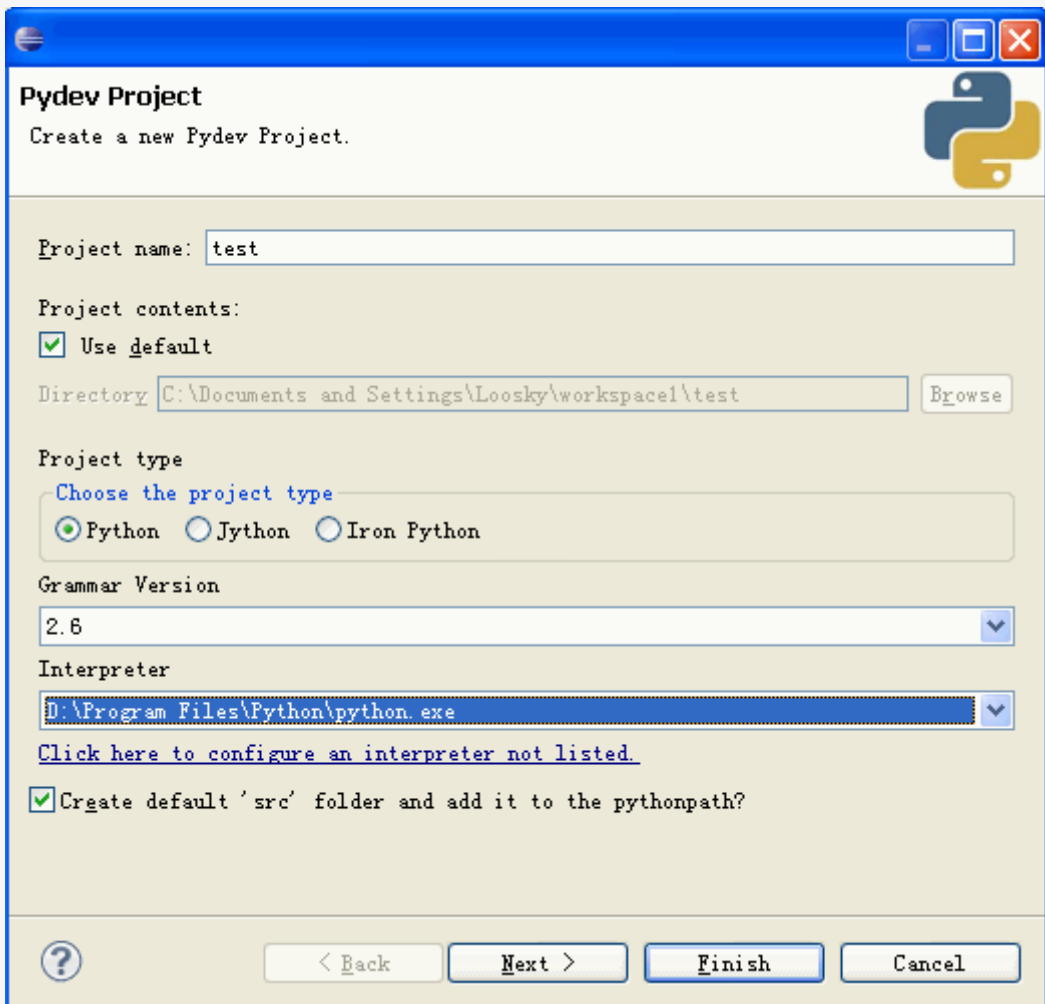 Pydev Project
Create a new Pydev Project.
Project name: test
Project contents:
Use default
Directory C:\Documents and Settings\Loosky\workspace1\test Browse
Project type
Choose the project type
Python Jython Iron Python
Grammar Version
2.6
Interpreter
D:\Program Files\Python\python.exe
Click here to configure an interpreter not listed.
Create default 'src' folder and add it to the pythonpath?
? < Back Next > Finish Cancel